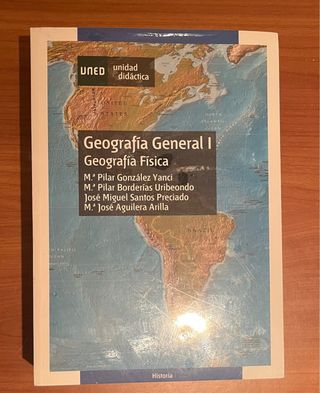 UNED
unidad
didáctica
Geografía General I
Geografía Física
M.ª Pilar González Yanci
M.ª Pilar Borderías Uribeondo
José Miguel Santos Preciado
M.ª José Aguilera Arilla
Historia